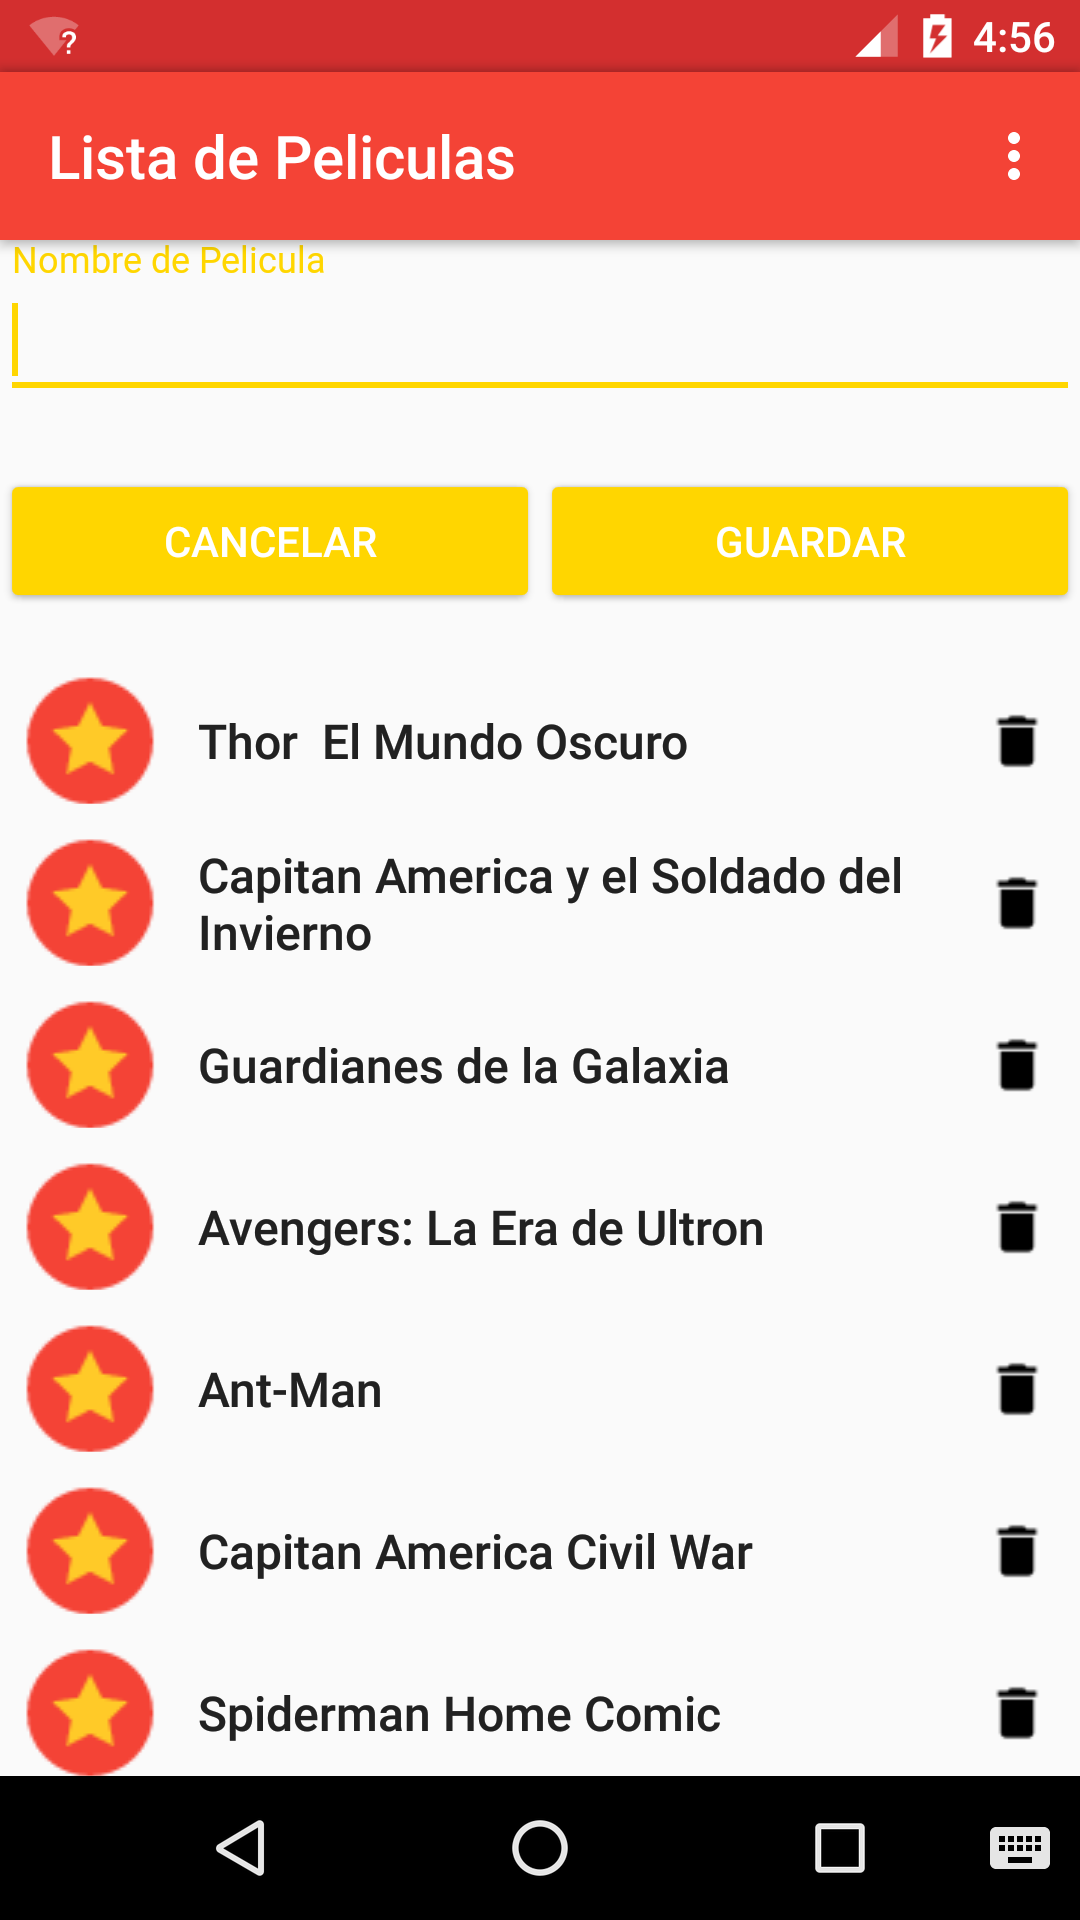 ?
4:56
Lista de Peliculas
Nombre de Pelicula
CANCELAR GUARDAR
Thor  El Mundo Oscuro
Capitan America y el Soldado del
Invierno
Guardianes de la Galaxia
Avengers: La Era de Ultron
Ant-Man
Capitan America Civil War
Spiderman Home Comic